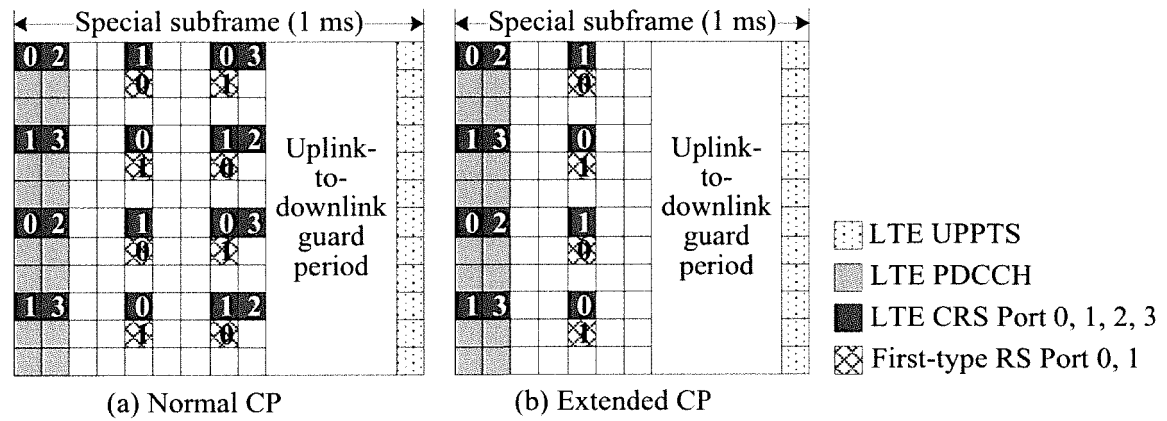 Special subframe (1 ms)
0 2 1 0 3
0 1
1 3 0 1 2
1 0
0 2 1 0 3
0 1
1 3 0 1 2
1 0
Uplink-
to-
downlink
guard
period
(a) Normal CP
Special subframe (1 ms)
0 2 1
0
1 3 0
1
0 2 1
0
1 3 0
1
Uplink-
to-
downlink
guard
period
(b) Extended CP
LTE UPPTS
LTE PDCCH
LTE CRS Port 0, 1, 2, 3
First-type RS Port 0, 1